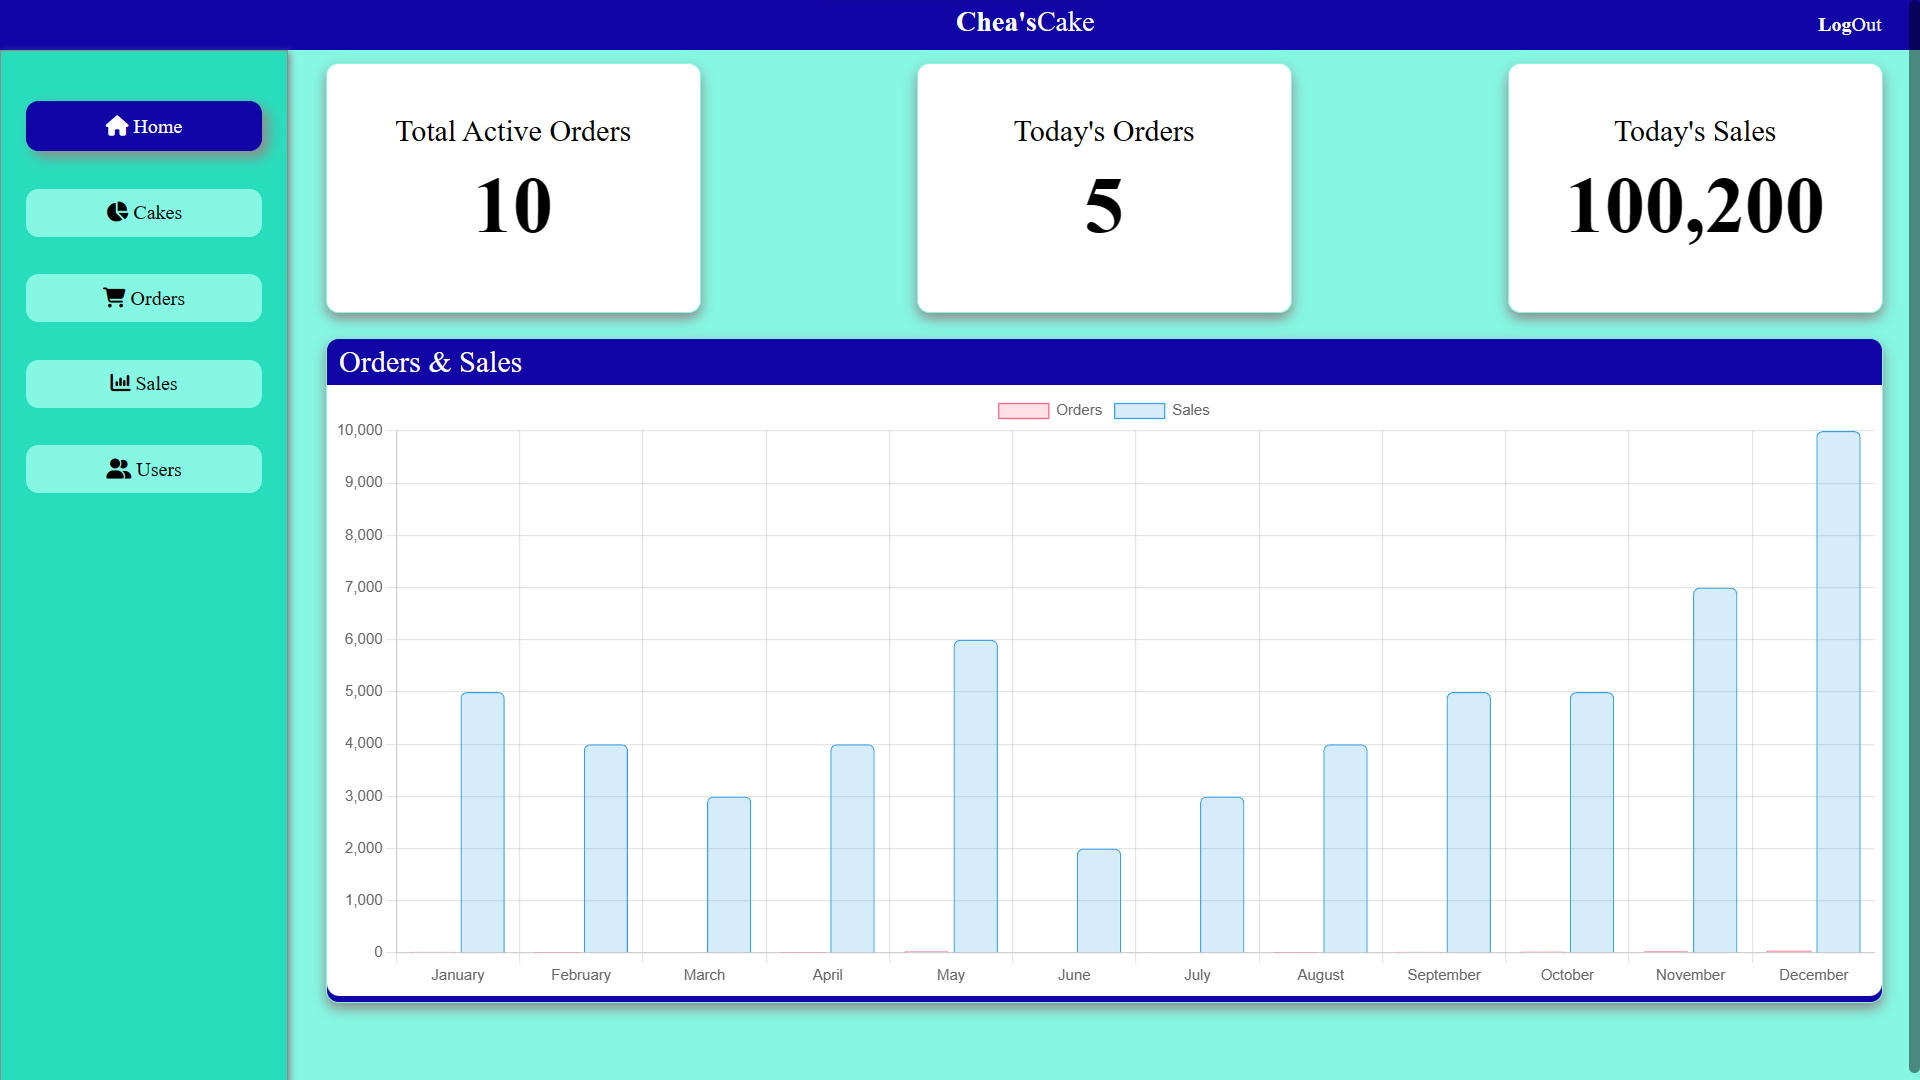 Chea'sCake
LogOut
Home
Cakes
Orders
Sales
Users
Total Active Orders
10
Today's Orders
5
Today's Sales
100,200
Orders & Sales
Orders
Sales
10,000
9,000
8,000
7,000
6,000
5,000
4,000
3,000
2,000
1,000
0
January
February
March
April
May
June
July
August
September
October
November
December